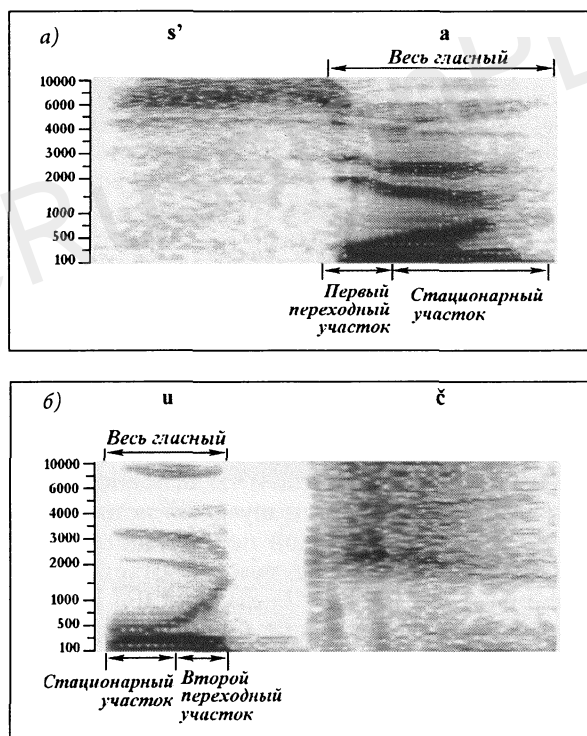 а) s’ a
Весь гласный
10000
6000
4000
3000
2000
1000
500
100
Первый
переходный
участок
Стационарный
участок
б) u č
Весь гласный
10000
6000
4000
3000
2000
1000
500
100
Стационарный
участок
Второй
переходный
участок